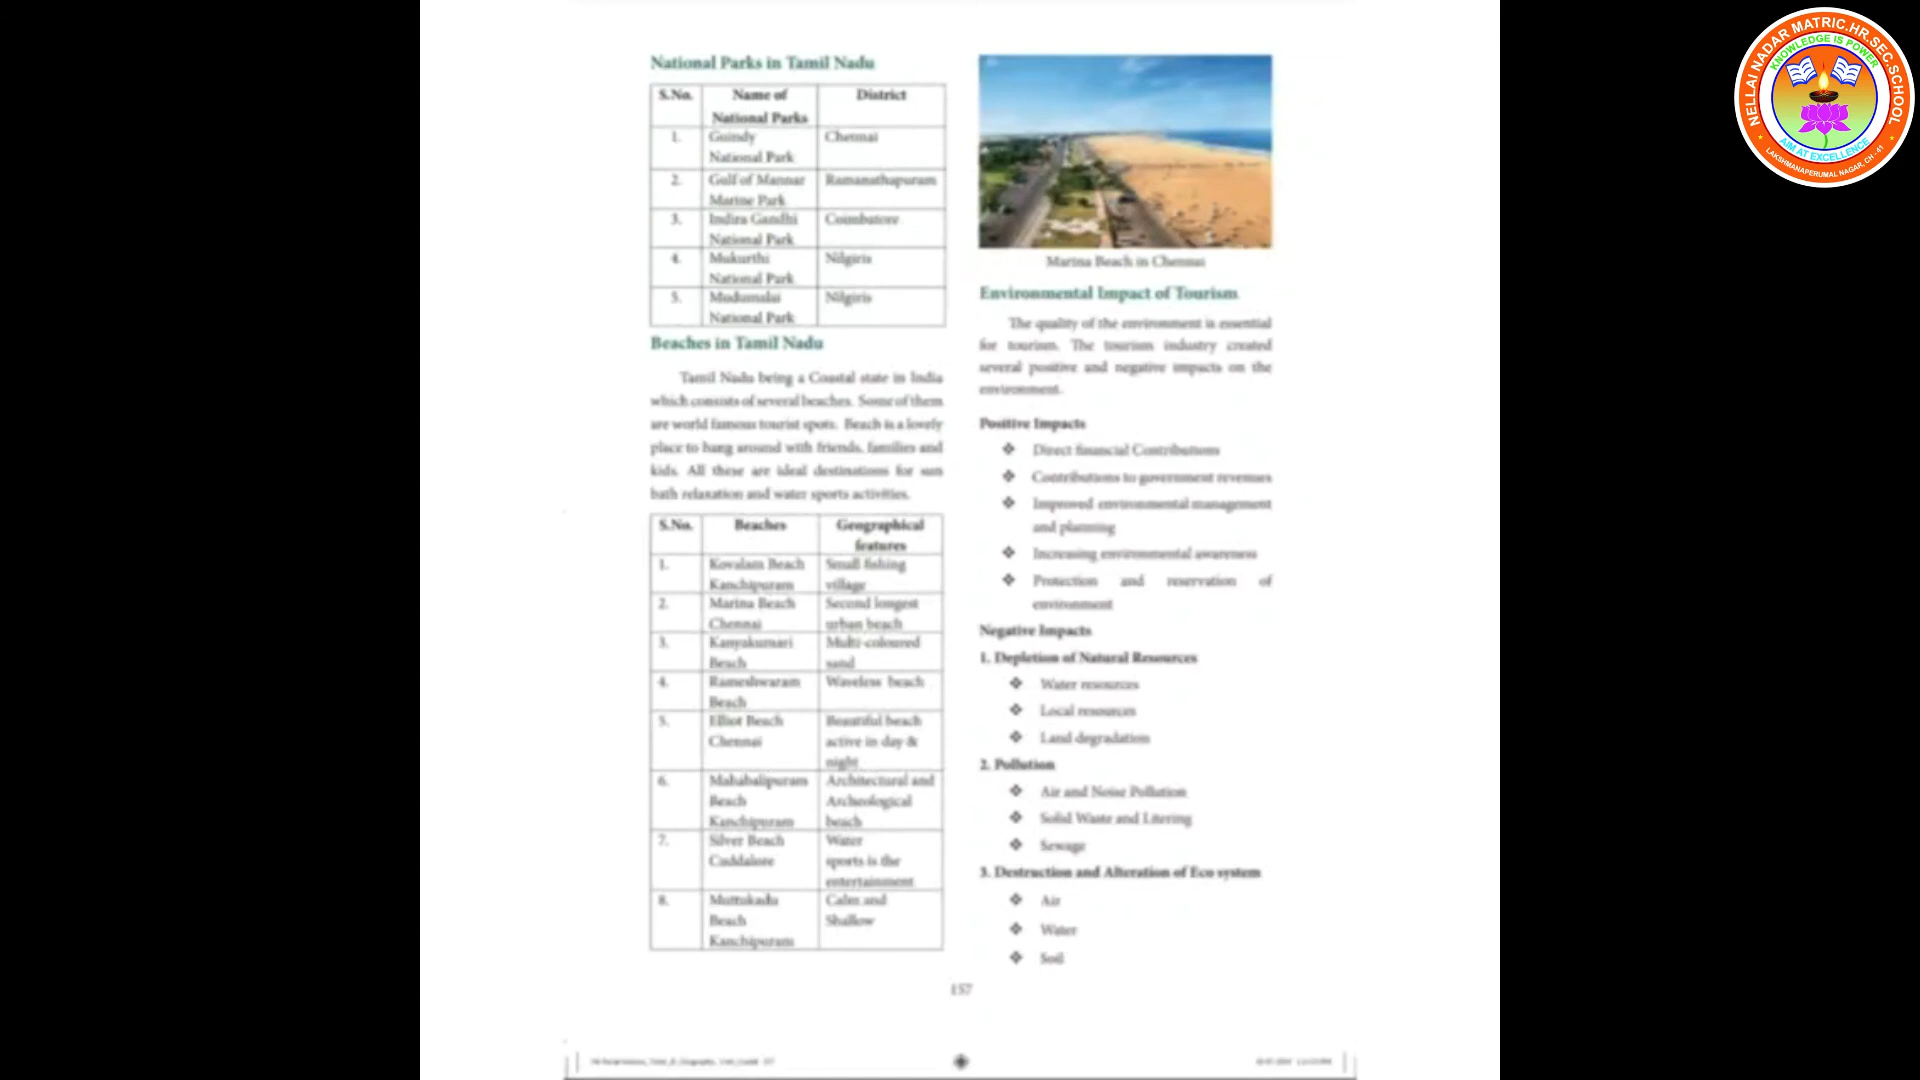 National Parks in Tamil Nadu
S.No. Name of National Parks District
1. Guindy National Park Chennai
2. Gulf of Mannar Marine Park Ramanathapuram
3. Indira Gandhi National Park Coimbatore
4. Mukurthi National Park Nilgiris
5. Mudumalai National Park Nilgiris
Beaches in Tamil Nadu
Tamil Nadu being a Coastal state in India
which consists of several beaches. Some of them
are world famous tourist spots. Beach is a lovely
place to hang around with friends, families and
kids. All these are ideal destinations for sun
bath relaxation and water sports activities.
S.No. Beaches Geographical features
1. Kovalam Beach Kanchipuram Small fishing village
2. Marina Beach Chennai Second longest urban beach
3. Kanyakumari Beach Multi-coloured sand
4. Rameshwaram Beach Waveless beach
5. Elliot Beach Chennai Beautiful beach active in day & night
6. Mahabalipuram Beach Kanchipuram Architectural and Archeological beach
7. Silver Beach Cuddalore Water sports is the entertainment
8. Muttukadu Beach Kanchipuram Calm and Shallow
Marina Beach in Chennai
Environmental Impact of Tourism
The quality of the environment is essential
for tourism. The tourism industry created
several positive and negative impacts on the
environment.
Positive Impacts
❖ Direct financial Contributions
❖ Contributions to government revenues
❖ Improved environmental management
and planning
❖ Increasing environmental awareness
❖ Protection and reservation of
environment
Negative Impacts
1. Depletion of Natural Resources
❖ Water resources
❖ Local resources
❖ Land degradation
2. Pollution
❖ Air and Noise Pollution
❖ Solid Waste and Litering
❖ Sewage
3. Destruction and Alteration of Eco system
❖ Air
❖ Water
❖ Soil
157
NELLAI NADAR MATRIC.HR.SEC.SCHOOL
KNOWLEDGE IS POWER
AIM AT EXCELLENCE
LAKSHMANAPERUMAL NAGAR, CH - 41